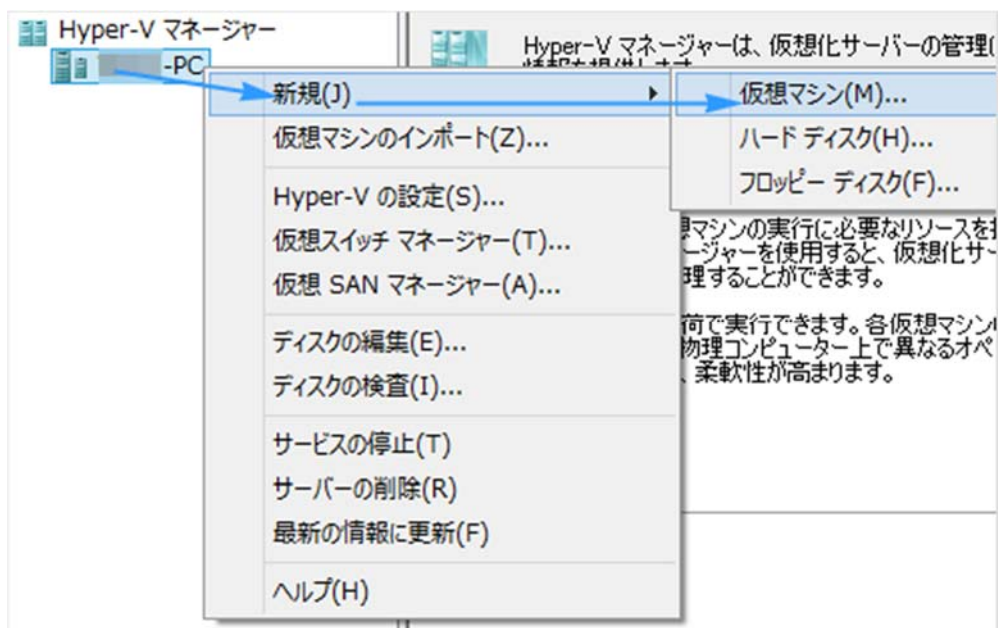 Hyper-V マネージャー
-PC
Hyper-V マネージャーは、仮想化サーバーの管理(
情報を提供します
新規(J)
仮想マシン(M)...
仮想マシンのインポート(Z)...
ハード ディスク(H)...
フロッピー ディスク(F)...
Hyper-V の設定(S)...
仮想スイッチ マネージャー(T)...
仮想 SAN マネージャー(A)...
マシンの実行に必要なリソースを
ージャーを使用すると、仮想化サー
理することができます。
ディスクの編集(E)...
ディスクの検査(I)...
荷で実行できます。各仮想マシン
物理コンピューター上で異なるオペ
、柔軟性が高まります。
サービスの停止(T)
サーバーの削除(R)
最新の情報に更新(F)
ヘルプ(H)